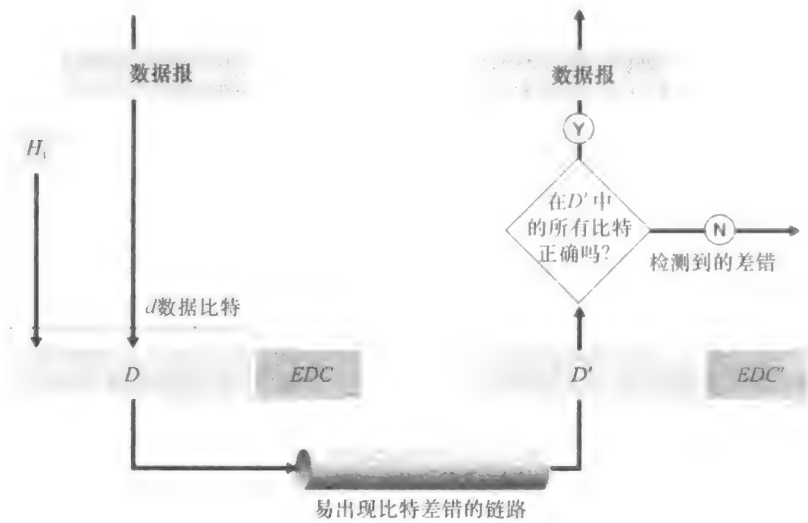 数据报
数据报
Y
H₁
在D′中
的所有比特
正确吗?
N
检测到的差错
d数据比特
D
EDC
D′
EDC′
易出现比特差错的链路